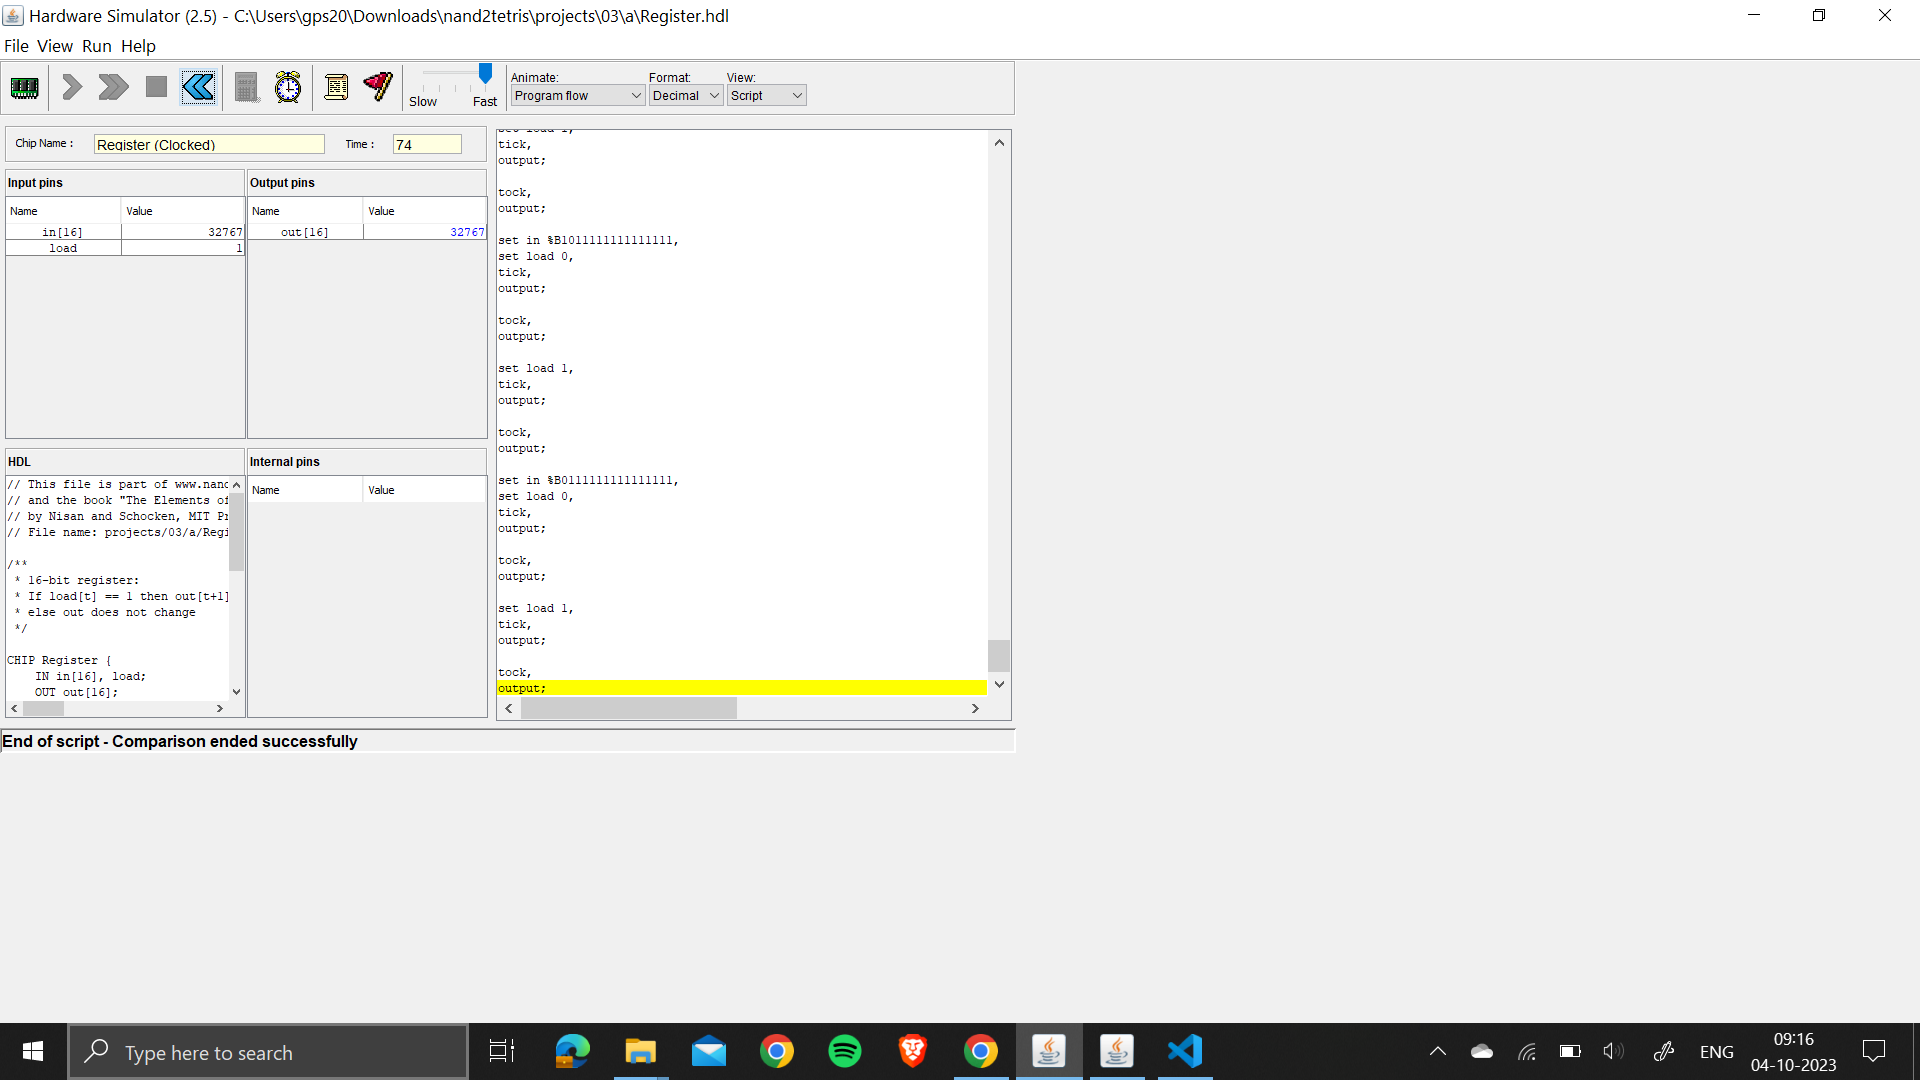 Hardware Simulator (2.5) - C:\Users\gps20\Downloads\nand2tetris\projects\03\a\Register.hdl
File View Run Help
Slow Fast
Animate: Format: View:
Program flow Decimal Script
Chip Name : Register (Clocked) Time : 74
Input pins
Name Value
in[16] 32767
load 1
Output pins
Name Value
out[16] 32767
HDL
// This file is part of www.nand
// and the book "The Elements of
// by Nisan and Schocken, MIT Pr
// File name: projects/03/a/Regi
/**
* 16-bit register:
* If load[t] == 1 then out[t+1]
* else out does not change
*/
CHIP Register {
IN in[16], load;
OUT out[16];
Internal pins
Name Value
set load 1,
tick,
output;
tock,
output;
set in %B1011111111111111,
set load 0,
tick,
output;
tock,
output;
set load 1,
tick,
output;
tock,
output;
set in %B0111111111111111,
set load 0,
tick,
output;
tock,
output;
set load 1,
tick,
output;
tock,
output;
End of script - Comparison ended successfully
Type here to search
ENG
09:16
04-10-2023